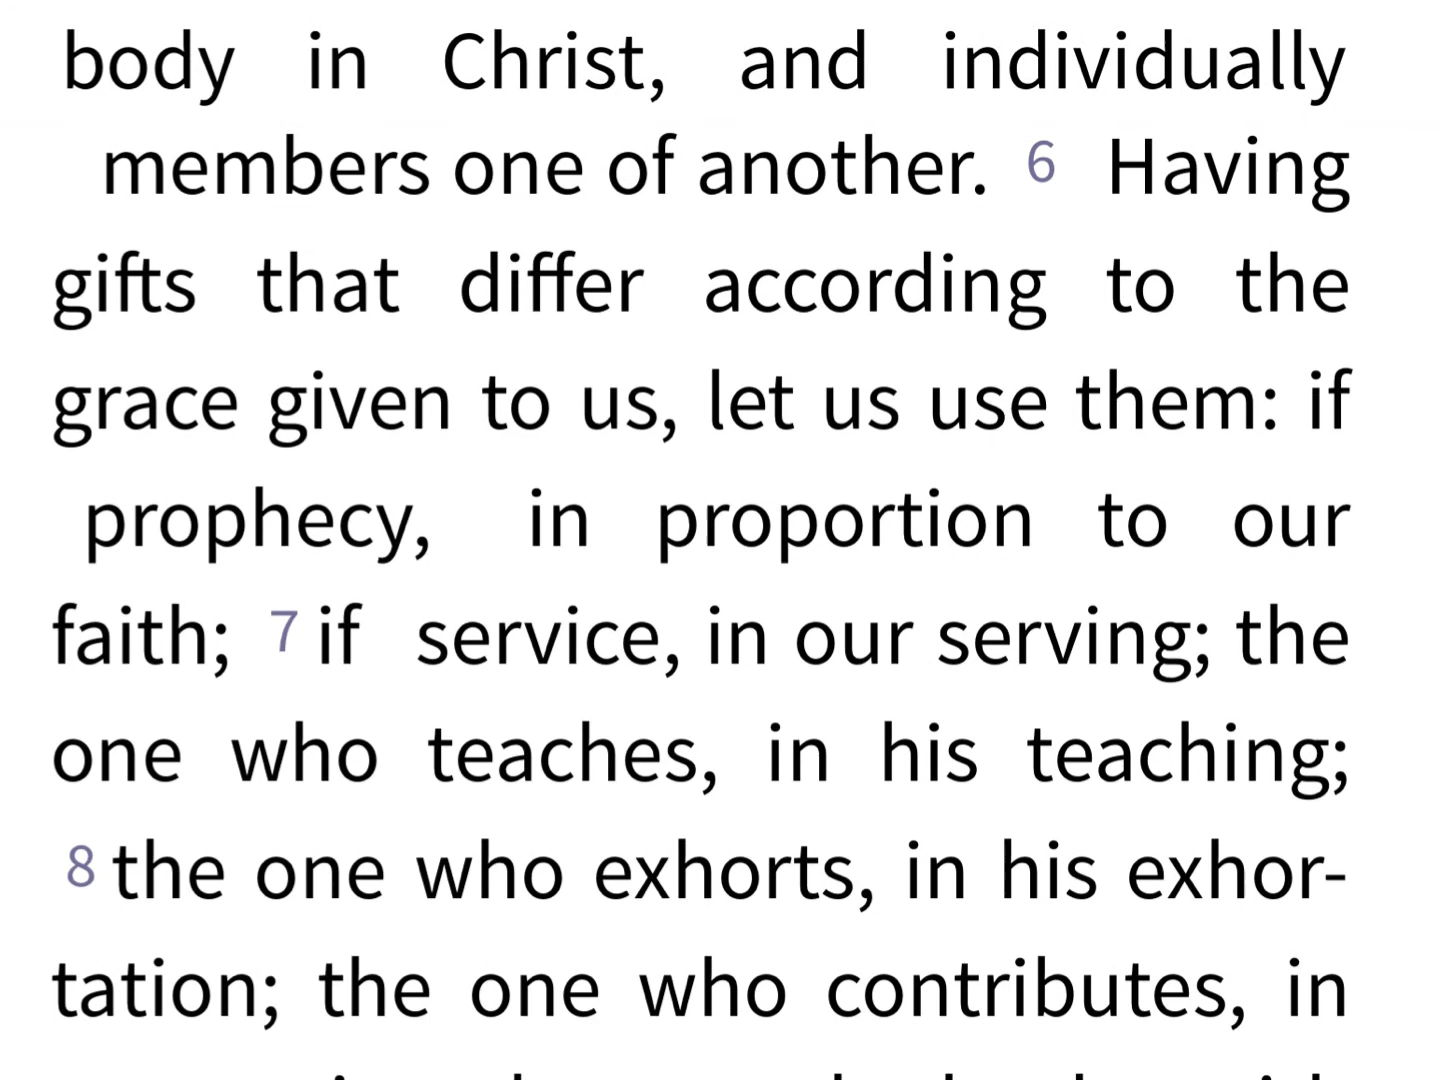 body in Christ, and individually
members one of another. 6 Having
gifts that differ according to the
grace given to us, let us use them: if
prophecy, in proportion to our
faith; 7 if service, in our serving; the
one who teaches, in his teaching;
8 the one who exhorts, in his exhor-
tation; the one who contributes, in